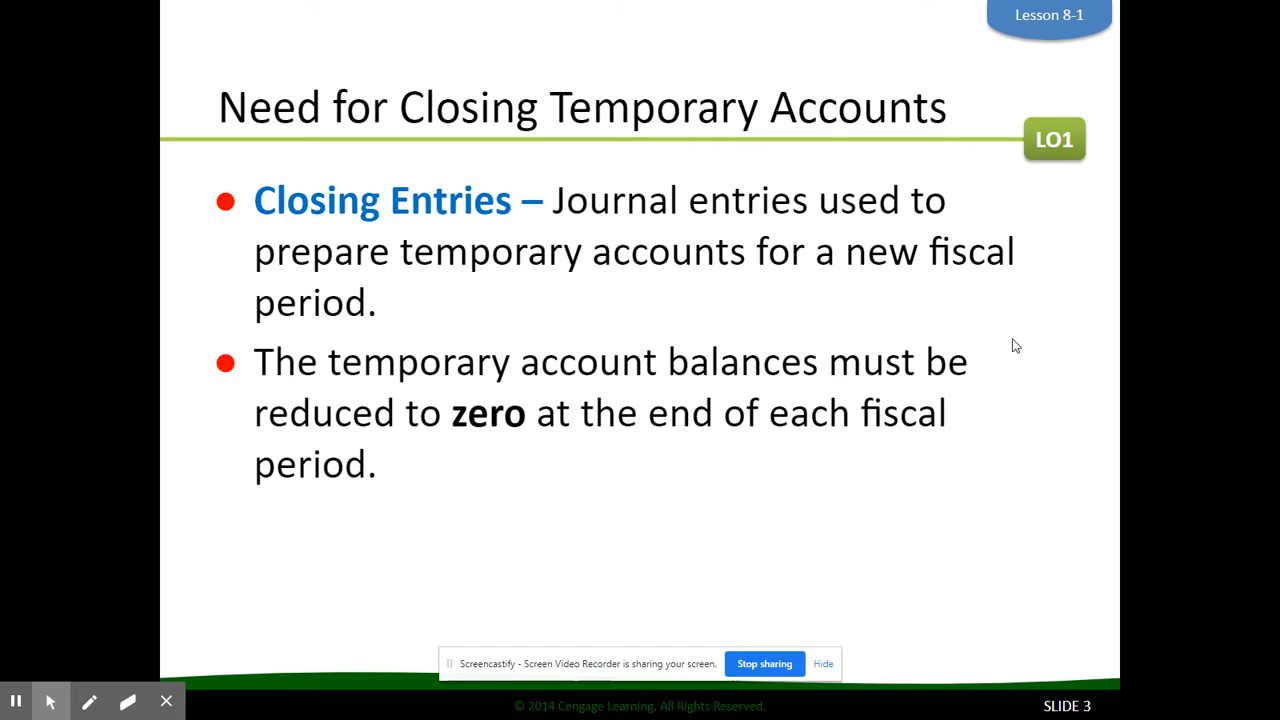 Lesson 8-1
Need for Closing Temporary Accounts
LO1
● Closing Entries – Journal entries used to
prepare temporary accounts for a new fiscal
period.
● The temporary account balances must be
reduced to zero at the end of each fiscal
period.
Screencastify - Screen Video Recorder is sharing your screen. Stop sharing Hide
© 2014 Cengage Learning. All Rights Reserved.
SLIDE 3